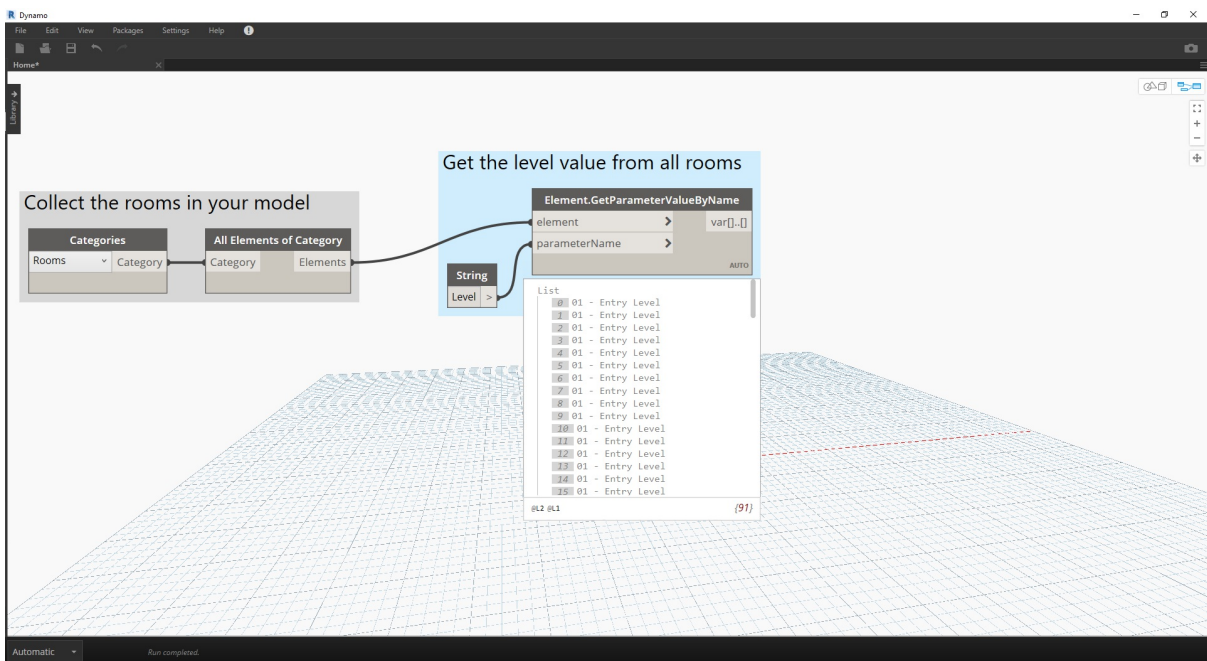 Dynamo
File Edit View Packages Settings Help
Home*
Library
Collect the rooms in your model
Categories
Rooms Category
All Elements of Category
Category Elements
Get the level value from all rooms
Element.GetParameterValueByName
element > var[]..[]
parameterName >
AUTO
String
Level >
List
0 01 - Entry Level
1 01 - Entry Level
2 01 - Entry Level
3 01 - Entry Level
4 01 - Entry Level
5 01 - Entry Level
6 01 - Entry Level
7 01 - Entry Level
8 01 - Entry Level
9 01 - Entry Level
10 01 - Entry Level
11 01 - Entry Level
12 01 - Entry Level
13 01 - Entry Level
14 01 - Entry Level
15 01 - Entry Level
@L2 @L1 {91}
Automatic Run completed.